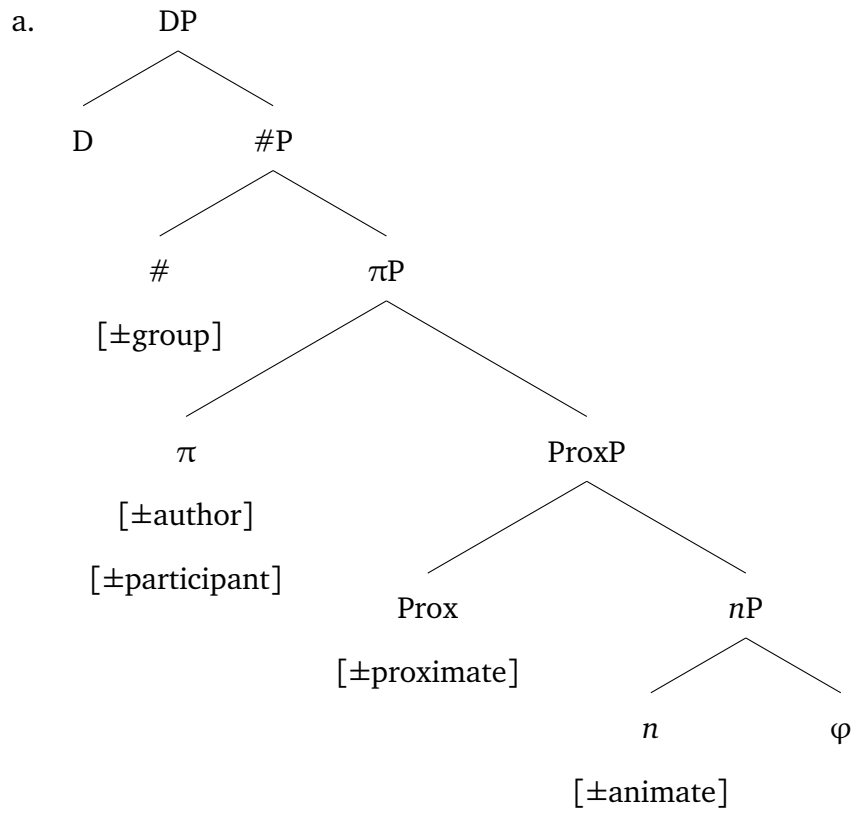 a. DP
D #P
# πP
[±group]
π ProxP
[±author]
[±participant]
Prox nP
[±proximate]
n φ
[±animate]